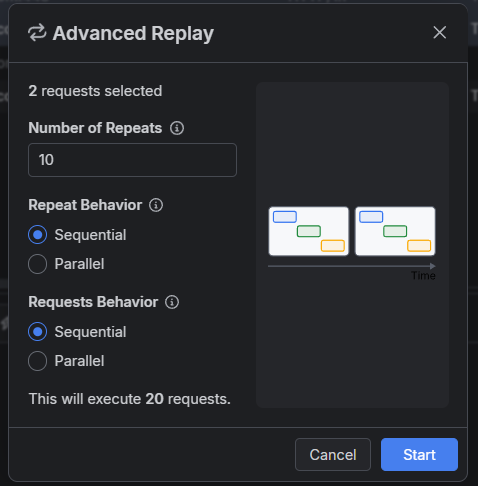 Advanced Replay
2 requests selected
Number of Repeats
10
Repeat Behavior
Sequential
Parallel
Requests Behavior
Sequential
Parallel
This will execute 20 requests.
Time
Cancel
Start